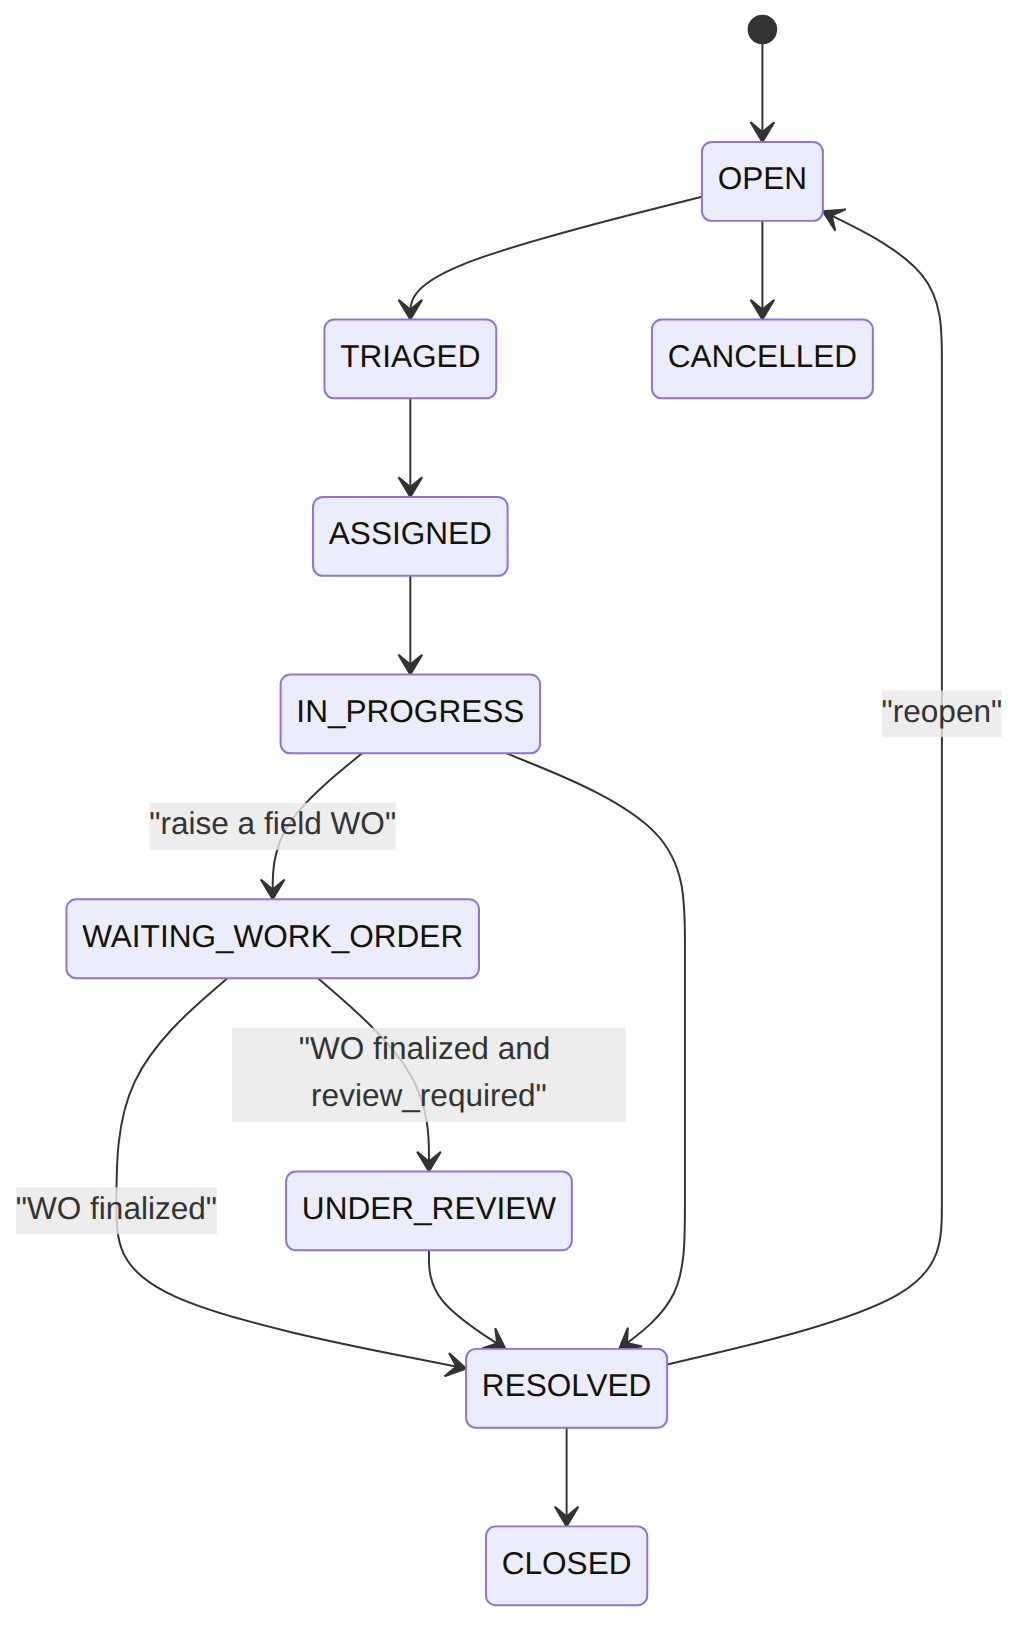 OPEN
TRIAGED
CANCELLED
ASSIGNED
IN_PROGRESS
"reopen"
"raise a field WO"
WAITING_WORK_ORDER
"WO finalized and
review_required"
"WO finalized"
UNDER_REVIEW
RESOLVED
CLOSED